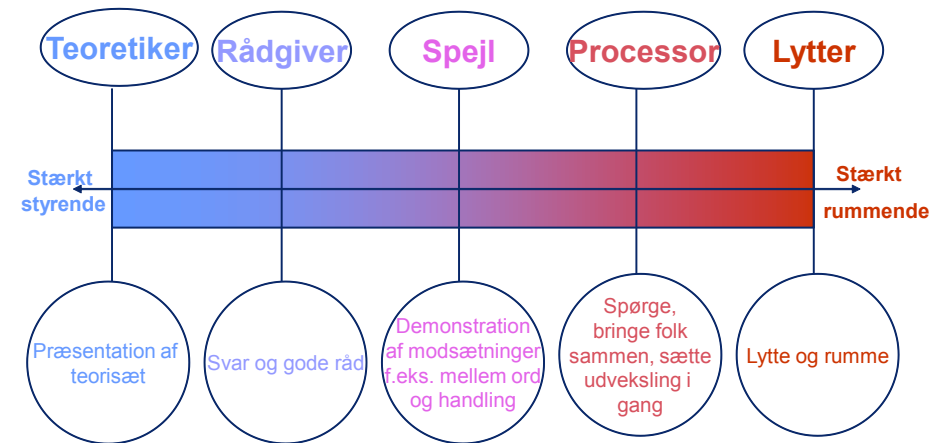 Teoretiker
Rådgiver
Spejl
Processor
Lytter
Stærkt
styrende
Stærkt
rummende
Præsentation af
teorisæt
Svar og gode råd
Demonstration
af modsætninger
f.eks. mellem ord
og handling
Spørge,
bringe folk
sammen, sætte
udveksling i
gang
Lytte og rumme